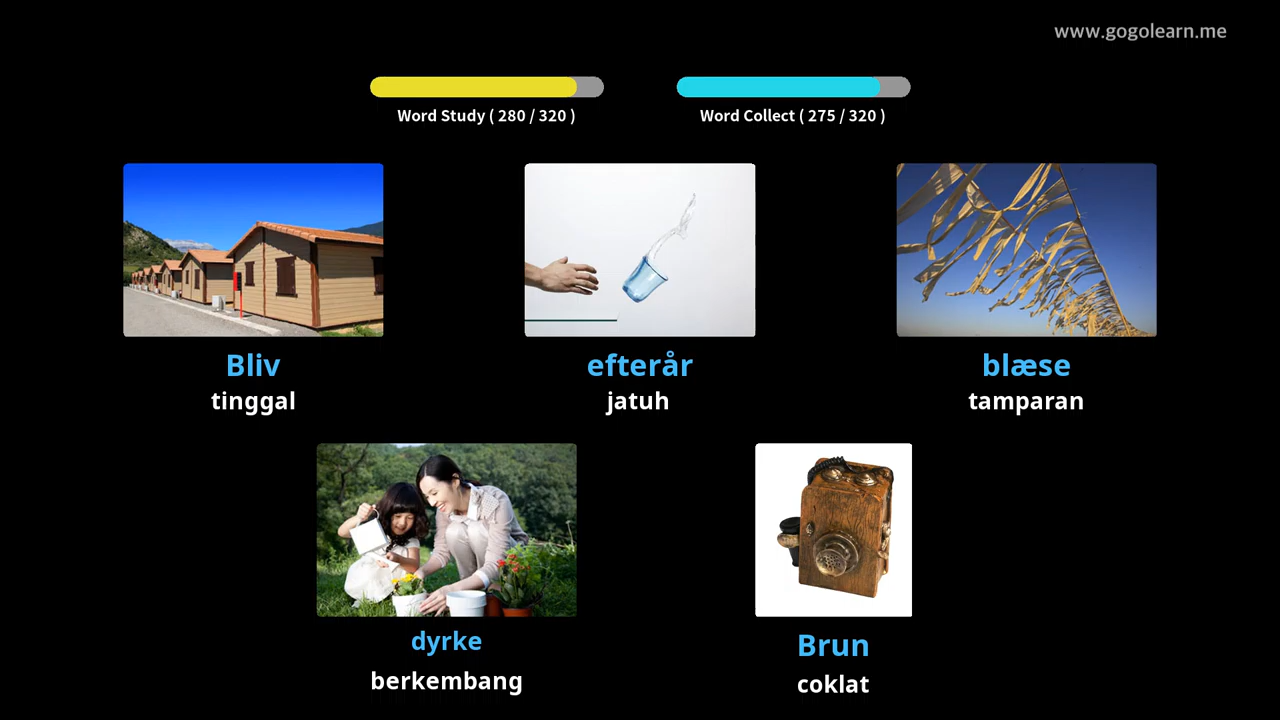 www.gogolearn.me
Word Study ( 280 / 320 )
Word Collect ( 275 / 320 )
Bliv
tinggal
efterår
jatuh
blæse
tamparan
dyrke
berkembang
Brun
coklat